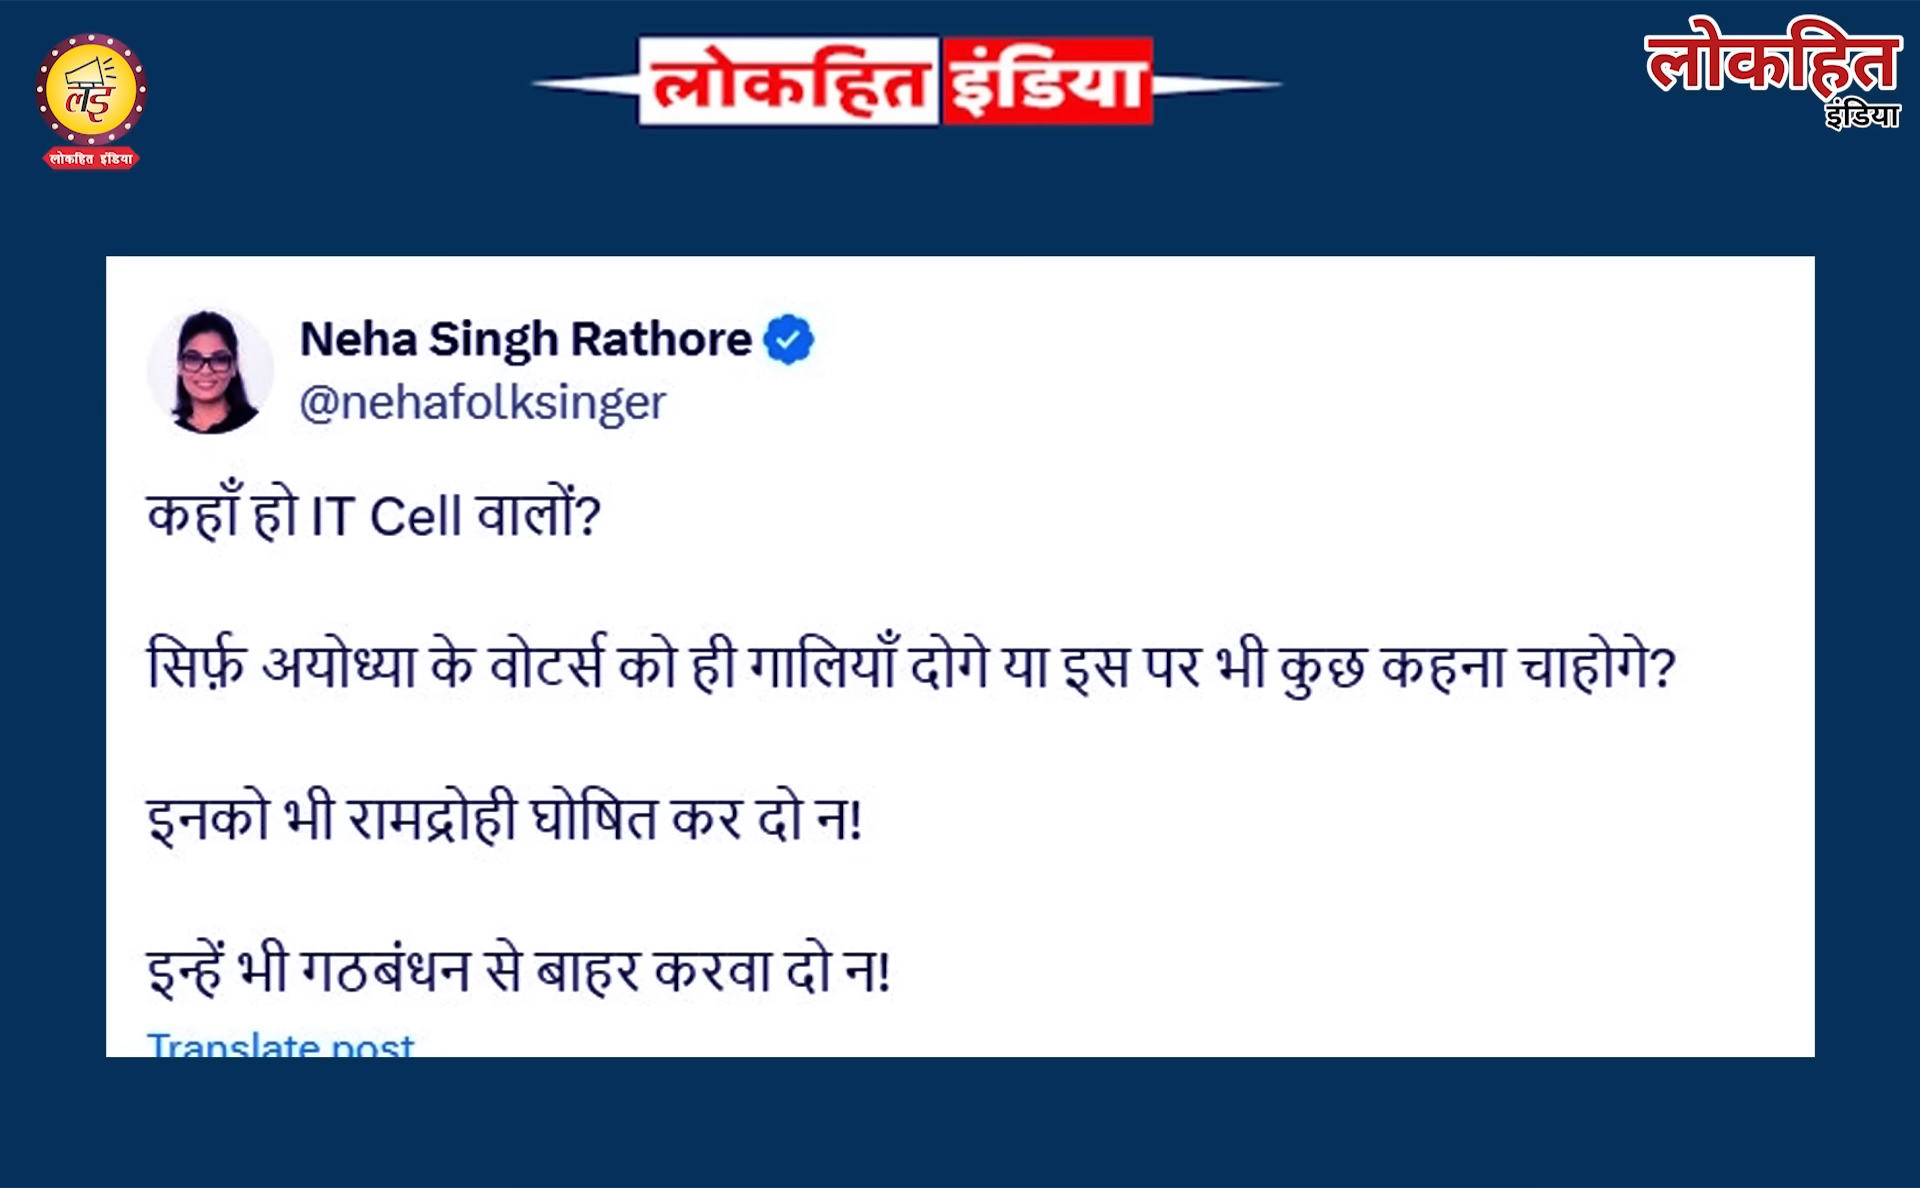 लोकहित इंडिया
लोकहित
इंडिया
लइ
लोकहित इंडिया
Neha Singh Rathore
@nehafolksinger
कहाँ हो IT Cell वालों?
सिर्फ़ अयोध्या के वोटर्स को ही गालियाँ दोगे या इस पर भी कुछ कहना चाहोगे?
इनको भी रामद्रोही घोषित कर दो न!
इन्हें भी गठबंधन से बाहर करवा दो न!
Translate post